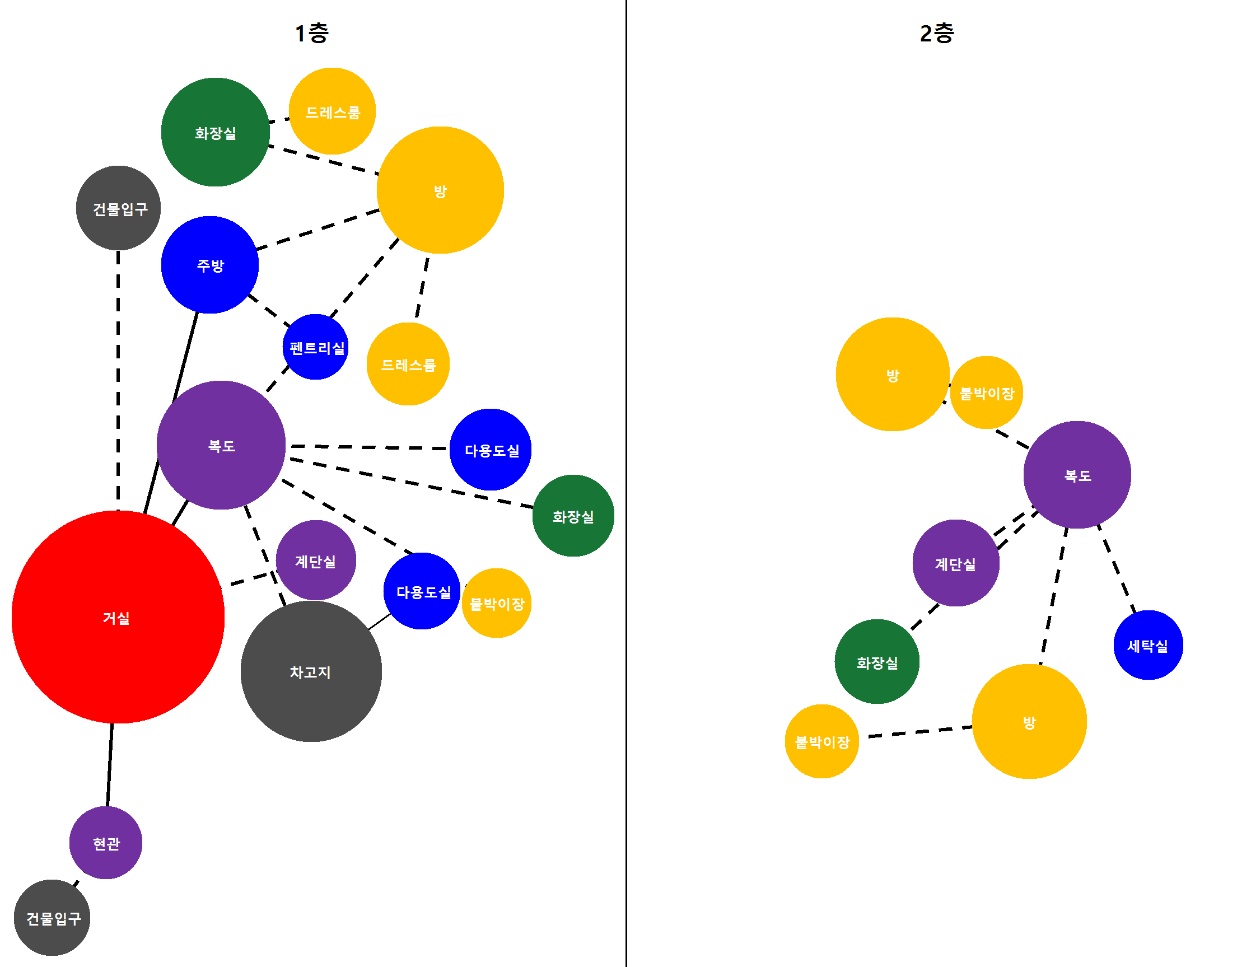 1층
드레스룸
화장실
방
건물입구
주방
펜트리실
드레스룸
복도
다용도실
화장실
계단실
다용도실
붙박이장
거실
차고지
현관
건물입구
2층
방
붙박이장
복도
계단실
세탁실
화장실
방
붙박이장